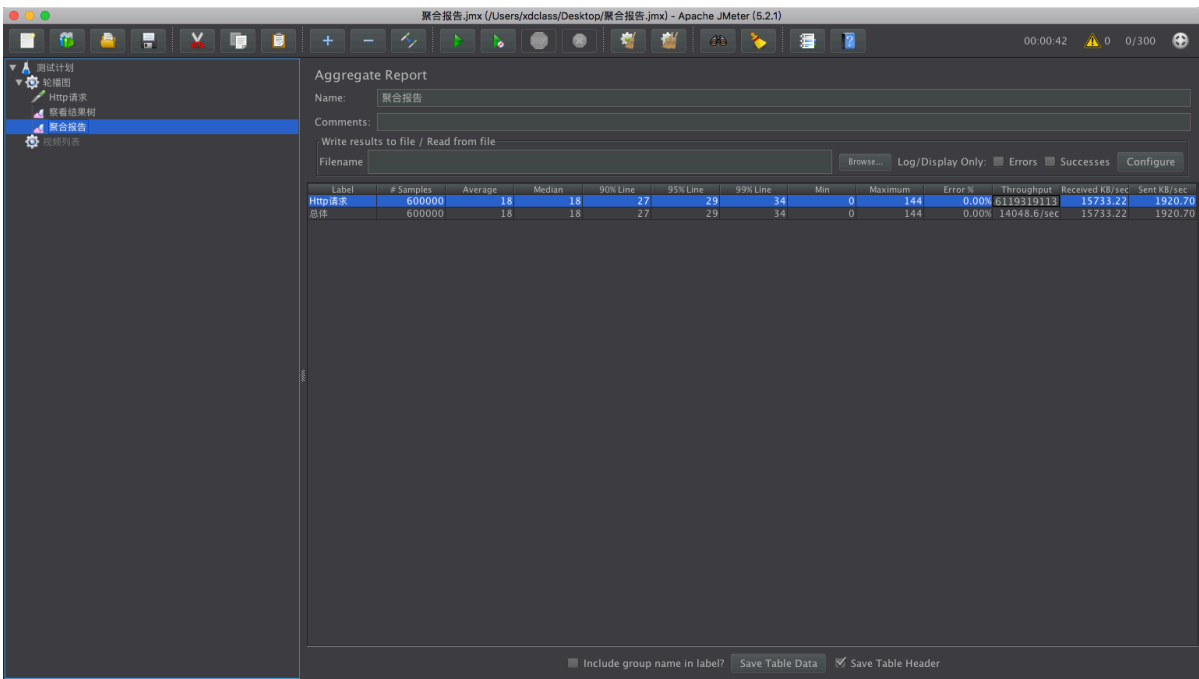 聚合报告.jmx (/Users/xdclass/Desktop/聚合报告.jmx) - Apache JMeter (5.2.1)
00:00:42 0 0/300
测试计划
轮播图
Http请求
察看结果树
聚合报告
视频列表
Aggregate Report
Name: 聚合报告
Comments:
Write results to file / Read from file
Filename Browse... Log/Display Only: Errors Successes Configure
Label # Samples Average Median 90% Line 95% Line 99% Line Min Maximum Error % Throughput Received KB/sec Sent KB/sec
Http请求 600000 18 18 27 29 34 0 144 0.00% 6119319113 15733.22 1920.70
总体 600000 18 18 27 29 34 0 144 0.00% 14048.6/sec 15733.22 1920.70
Include group name in label? Save Table Data Save Table Header